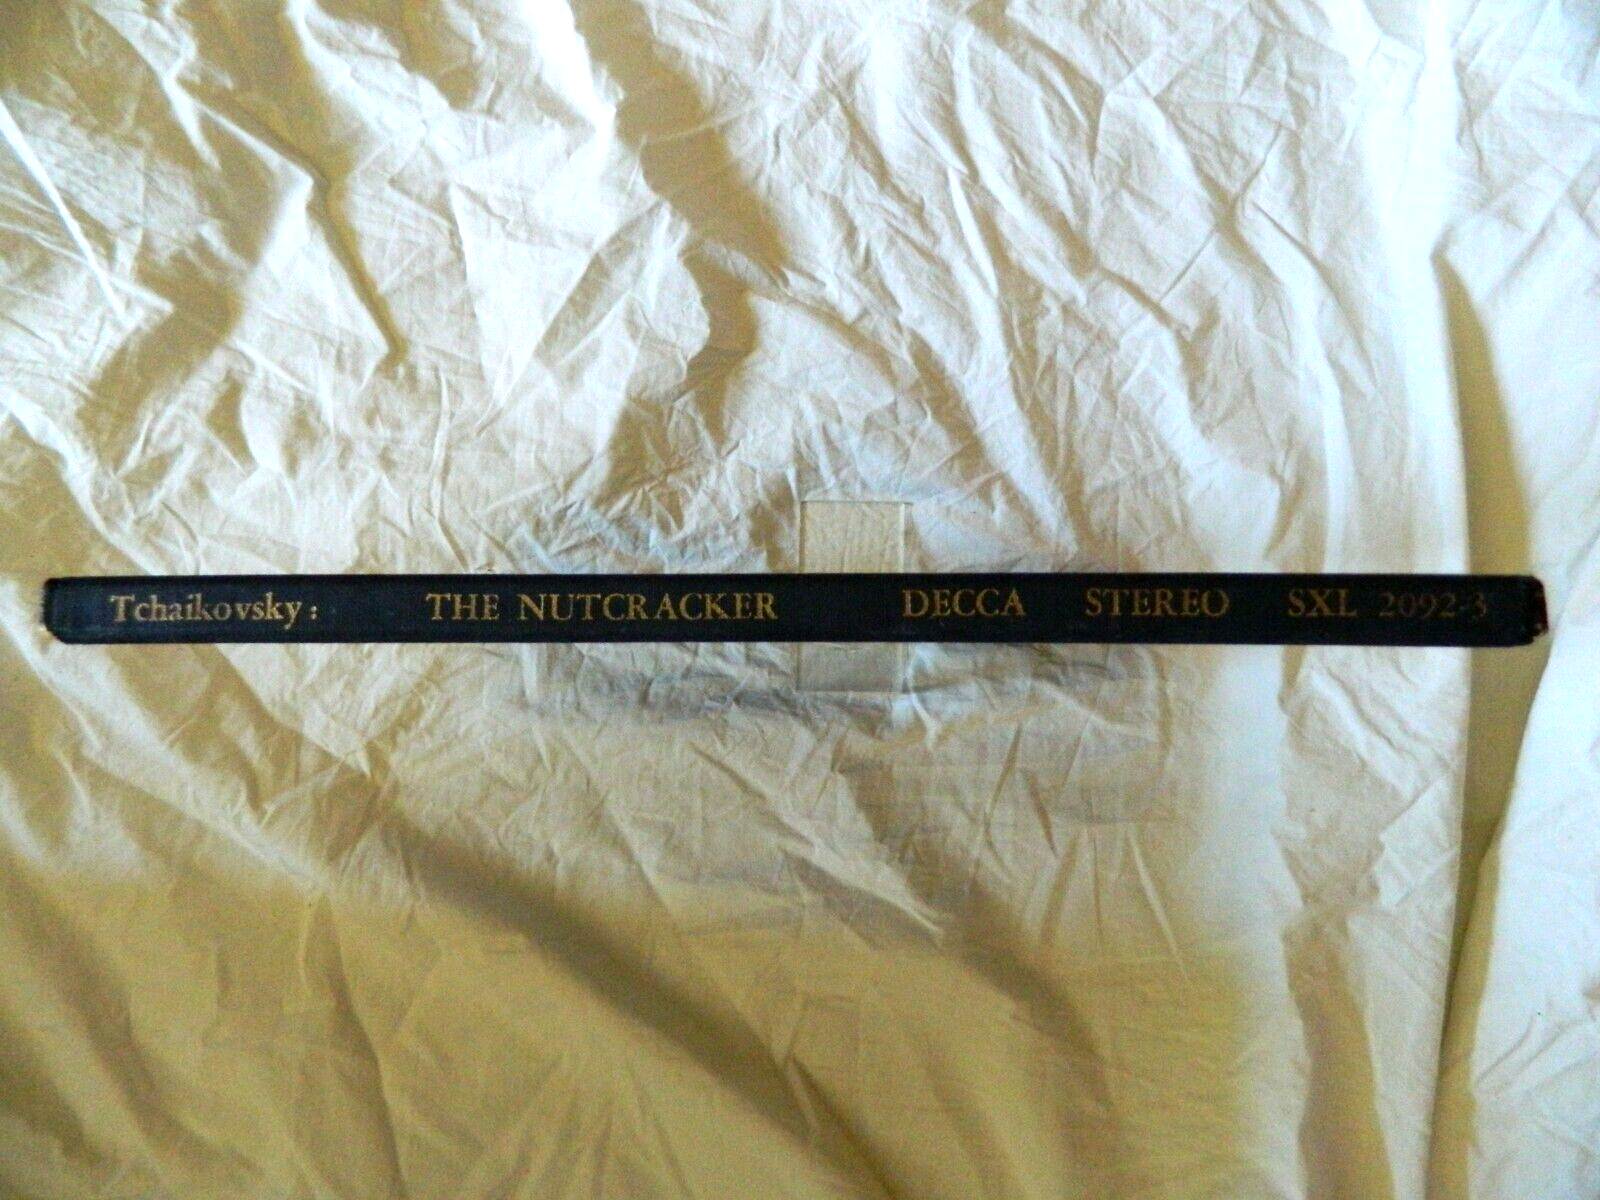 Tchaikovsky: THE NUTCRACKER DECCA STEREO SXL 2092-3